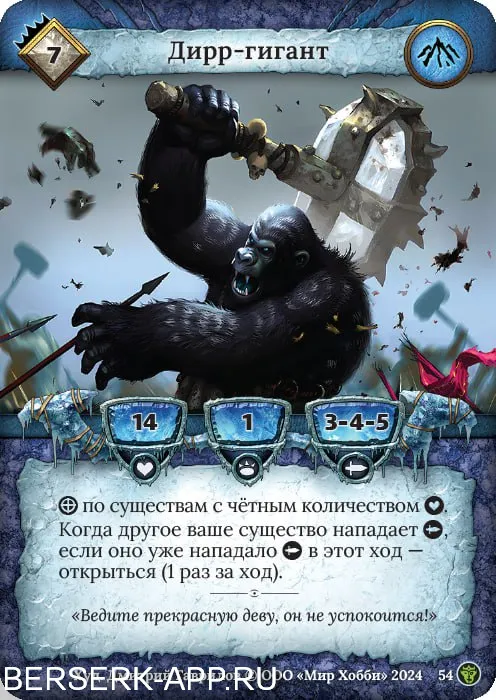 7
Дирр-гигант
14
1
3-4-5
по существам с чётным количеством
Когда другое ваше существо нападает
если оно уже нападало в этот ход —
открыться (1 раз за ход).
«Ведите прекрасную деву, он не успокоится!»
© ООО «Мир Хобби» 2024 54
BERSERK-APP.RU